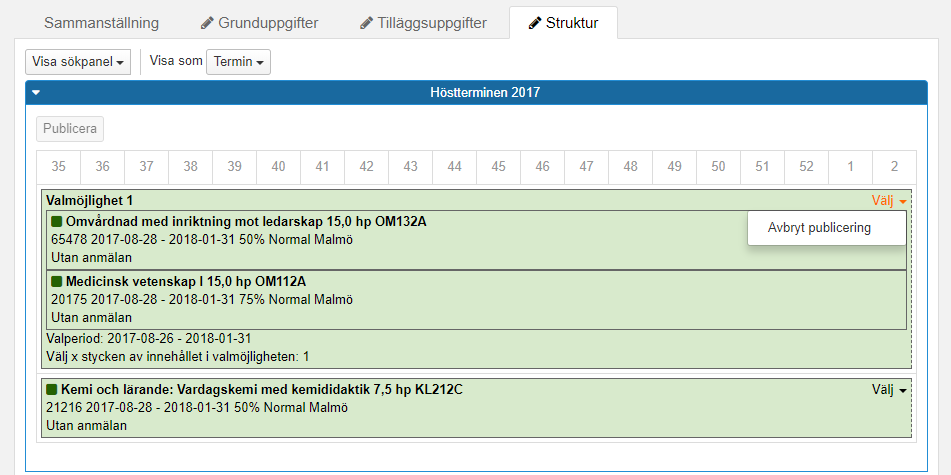 Sammanställning Grunduppgifter Tilläggsuppgifter Struktur
Visa sökpanel Visa som Termin
Höstterminen 2017
Publicera
35 36 37 38 39 40 41 42 43 44 45 46 47 48 49 50 51 52 1 2
Valmöjlighet 1 Välj
Omvårdnad med inriktning mot ledarskap 15,0 hp OM132A
Avbryt publicering
65478 2017-08-28 - 2018-01-31 50% Normal Malmö
Utan anmälan
Medicinsk vetenskap I 15,0 hp OM112A
20175 2017-08-28 - 2018-01-31 75% Normal Malmö
Utan anmälan
Valperiod: 2017-08-26 - 2018-01-31
Välj x stycken av innehållet i valmöjligheten: 1
Kemi och lärande: Vardagskemi med kemididaktik 7,5 hp KL212C Välj
21216 2017-08-28 - 2018-01-31 50% Normal Malmö
Utan anmälan